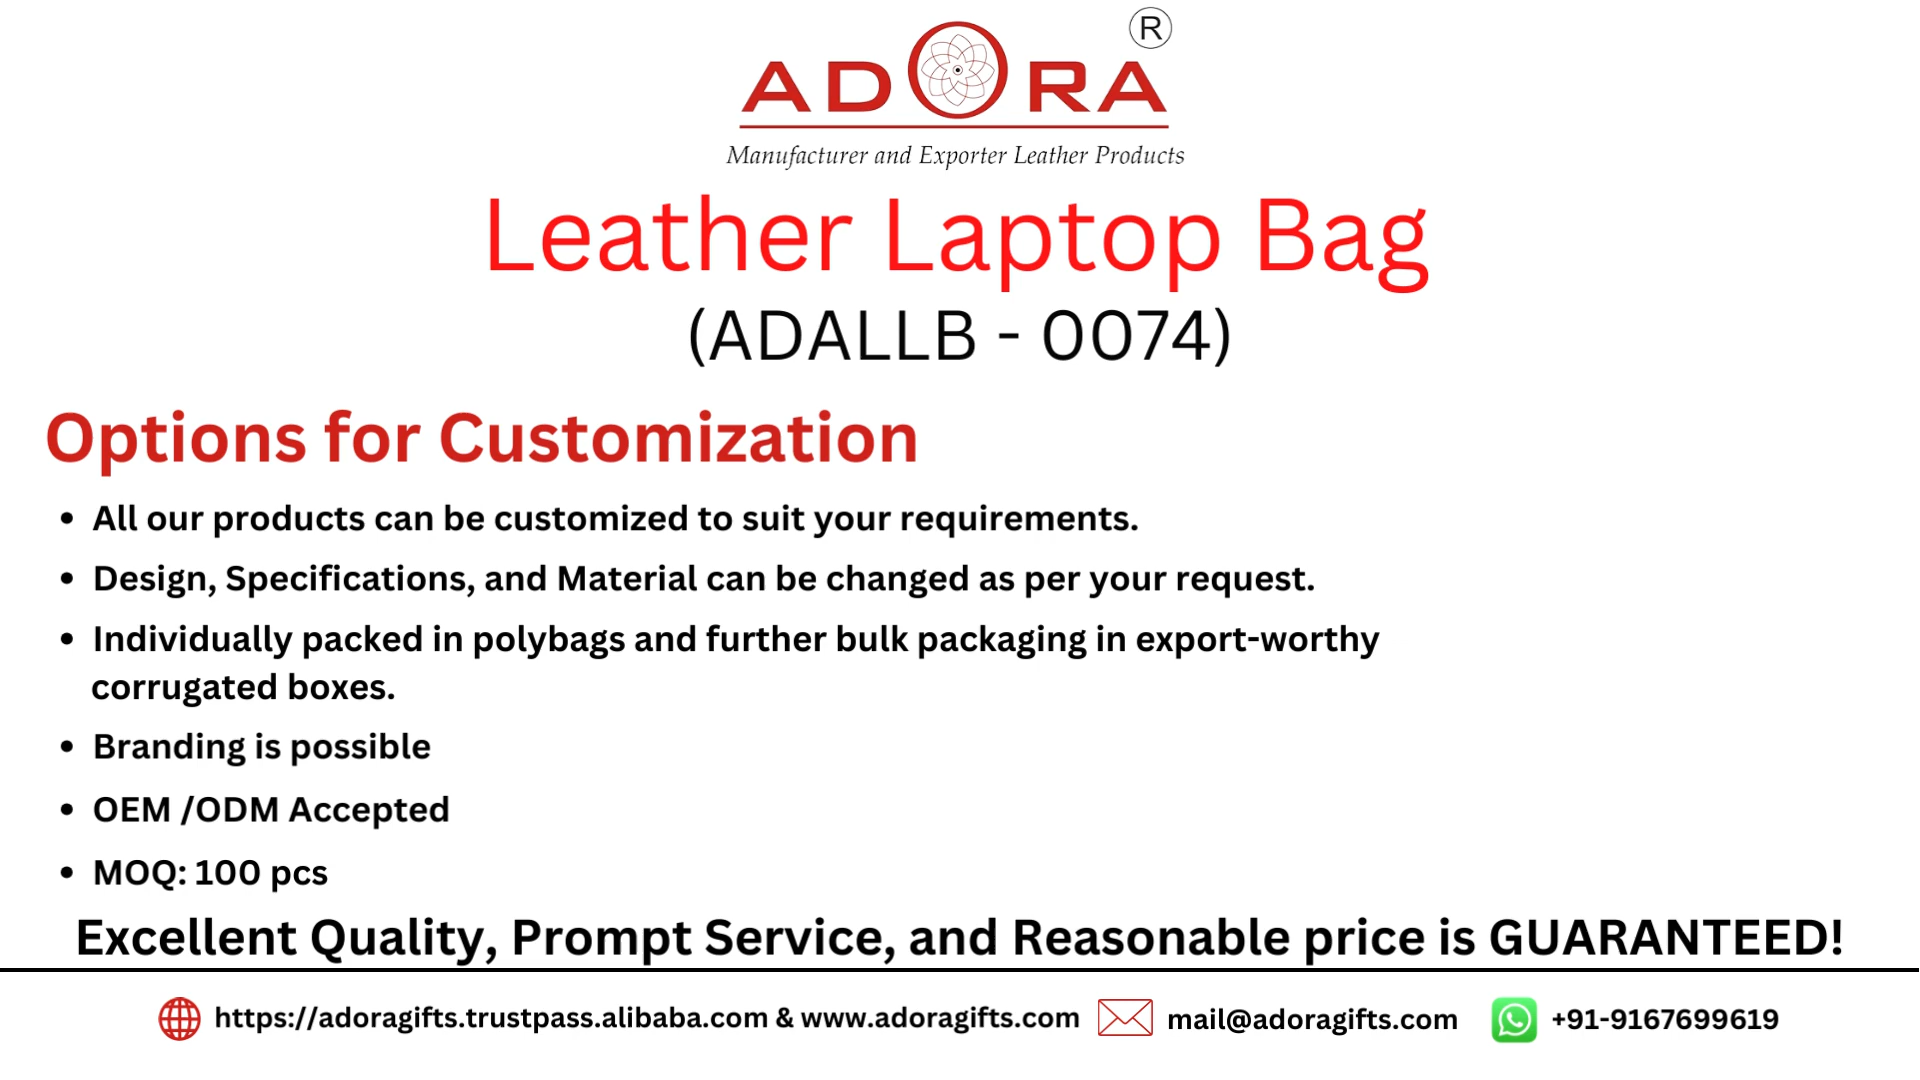 ADORA ®
Manufacturer and Exporter Leather Products
Leather Laptop Bag
(ADALLB - 0074)
Options for Customization
• All our products can be customized to suit your requirements.
• Design, Specifications, and Material can be changed as per your request.
• Individually packed in polybags and further bulk packaging in export-worthy
corrugated boxes.
• Branding is possible
• OEM /ODM Accepted
• MOQ: 100 pcs
Excellent Quality, Prompt Service, and Reasonable price is GUARANTEED!
https://adoragifts.trustpass.alibaba.com & www.adoragifts.com mail@adoragifts.com +91-9167699619